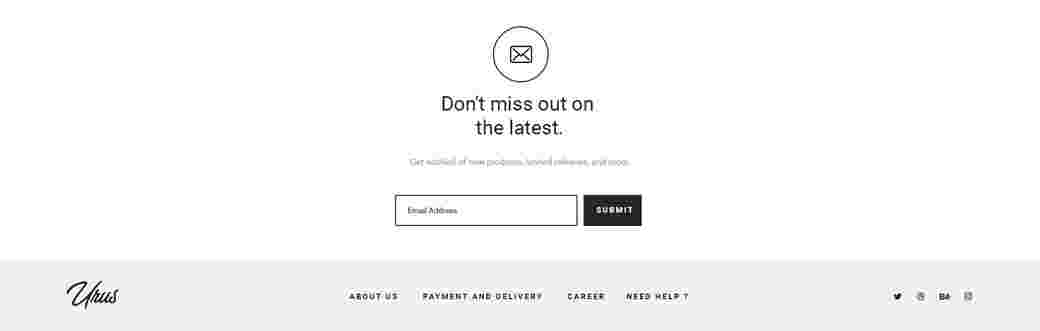 Don't miss out on
the latest.
Get notified of new products, limited releases, and more.
Email Address
SUBMIT
Urus
ABOUT US PAYMENT AND DELIVERY CAREER NEED HELP ?
Bē